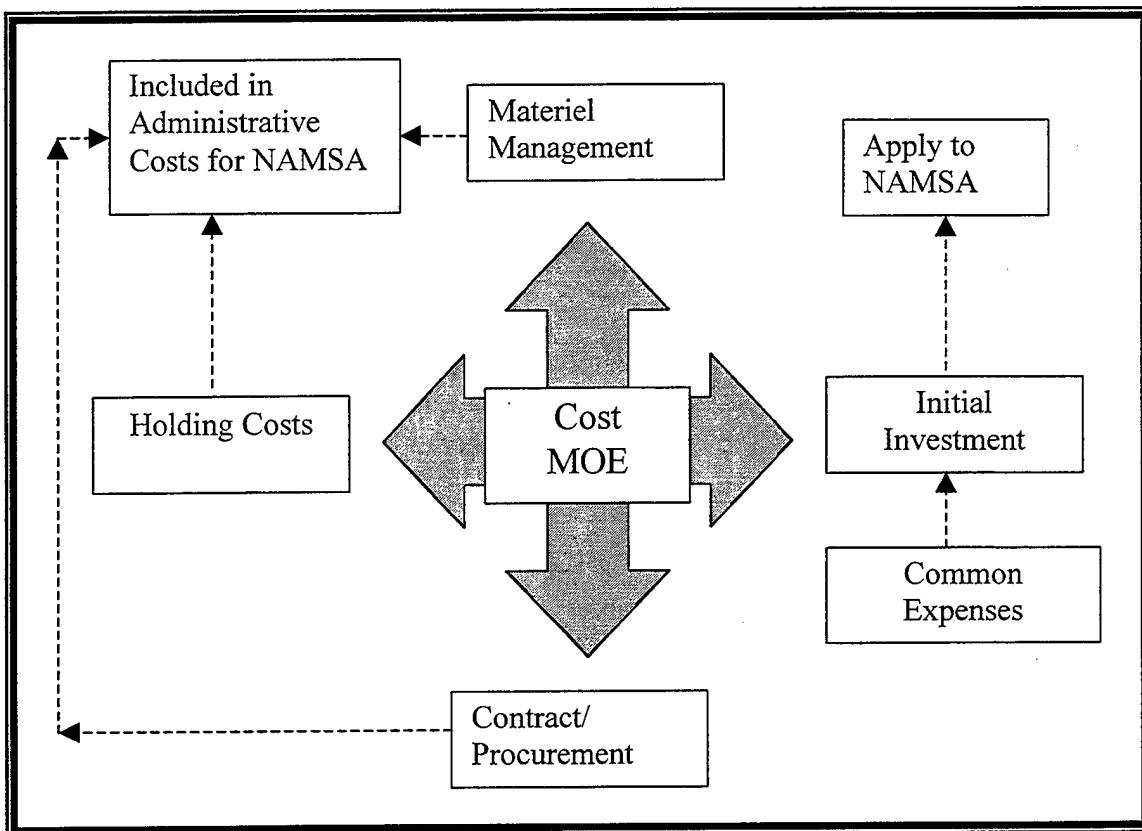 Included in
Administrative
Costs for NAMSA
Materiel
Management
Apply to
NAMSA
Holding Costs
Cost
MOE
Initial
Investment
Common
Expenses
Contract/
Procurement